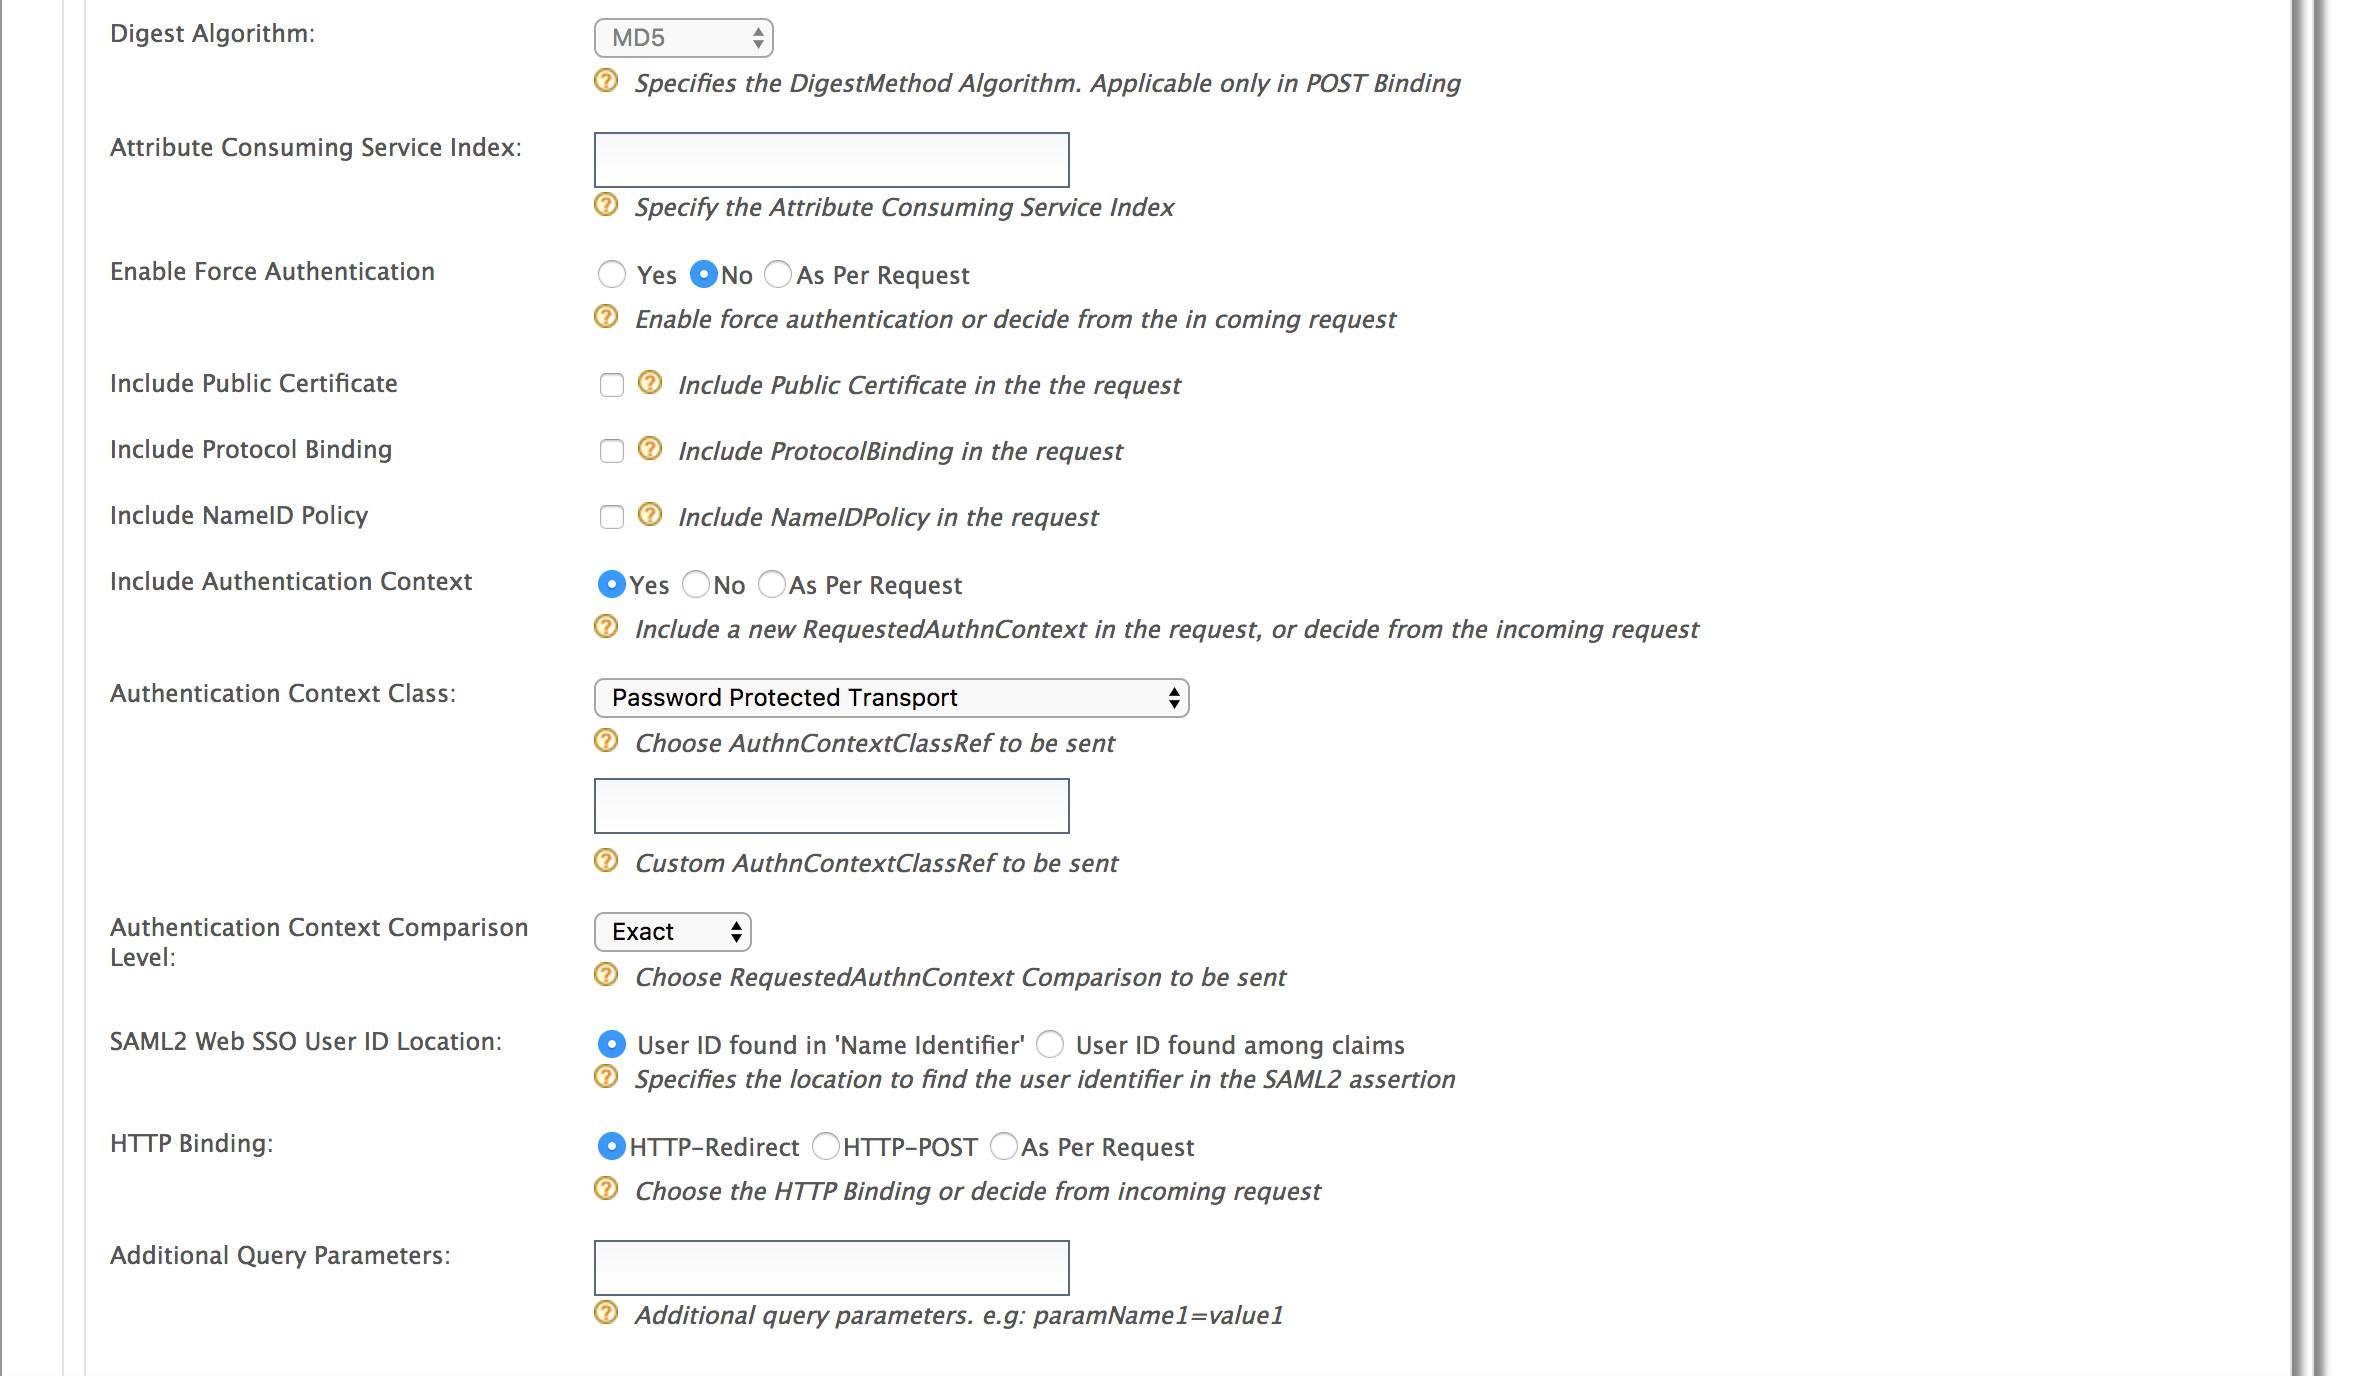 Digest Algorithm:
MD5
Specifies the DigestMethod Algorithm. Applicable only in POST Binding
Attribute Consuming Service Index:
Specify the Attribute Consuming Service Index
Enable Force Authentication
Yes No As Per Request
Enable force authentication or decide from the in coming request
Include Public Certificate
Include Public Certificate in the the request
Include Protocol Binding
Include ProtocolBinding in the request
Include NameID Policy
Include NameIDPolicy in the request
Include Authentication Context
Yes No As Per Request
Include a new RequestedAuthnContext in the request, or decide from the incoming request
Authentication Context Class:
Password Protected Transport
Choose AuthnContextClassRef to be sent
Custom AuthnContextClassRef to be sent
Authentication Context Comparison
Level:
Exact
Choose RequestedAuthnContext Comparison to be sent
SAML2 Web SSO User ID Location:
User ID found in 'Name Identifier' User ID found among claims
Specifies the location to find the user identifier in the SAML2 assertion
HTTP Binding:
HTTP-Redirect HTTP-POST As Per Request
Choose the HTTP Binding or decide from incoming request
Additional Query Parameters:
Additional query parameters. e.g: paramName1=value1